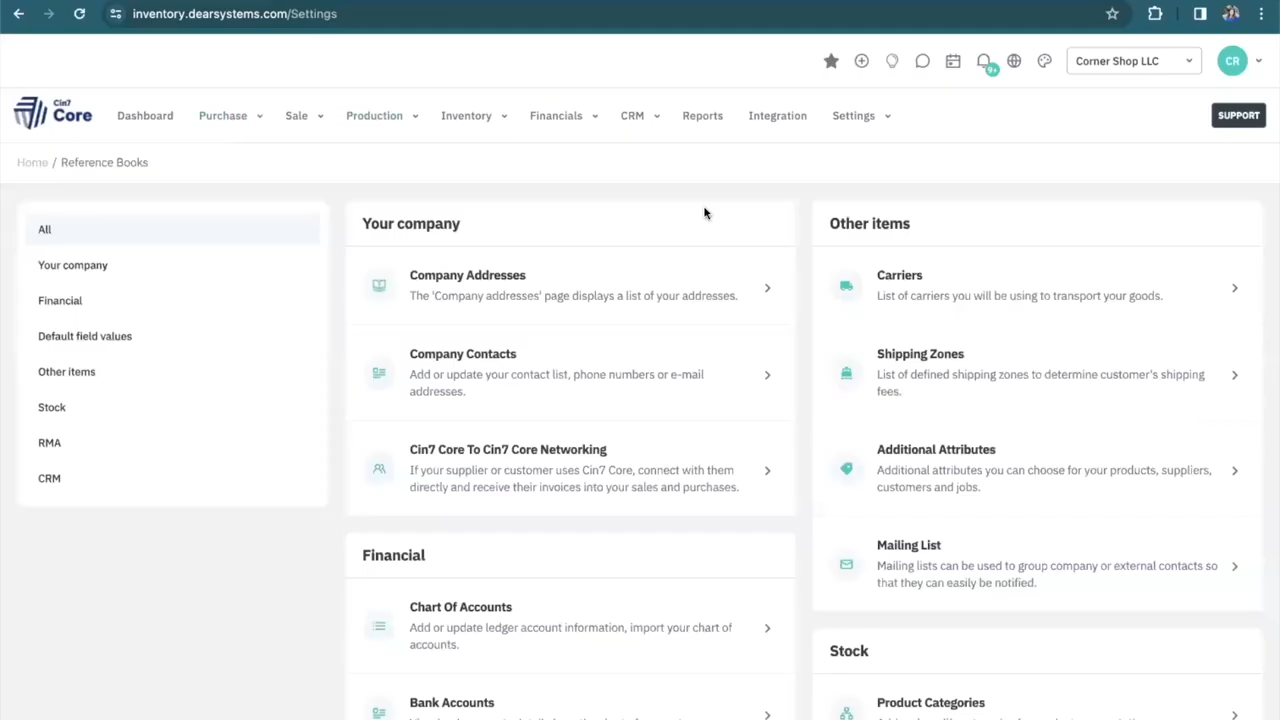 inventory.dearsystems.com/Settings
9+
Corner Shop LLC
CR
Cin7
Core
Dashboard
Purchase
Sale
Production
Inventory
Financials
CRM
Reports
Integration
Settings
SUPPORT
Home / Reference Books
All
Your company
Financial
Default field values
Other items
Stock
RMA
CRM
Your company
Company Addresses
The 'Company addresses' page displays a list of your addresses.
Company Contacts
Add or update your contact list, phone numbers or e-mail
addresses.
Cin7 Core To Cin7 Core Networking
If your supplier or customer uses Cin7 Core, connect with them
directly and receive their invoices into your sales and purchases.
Financial
Chart Of Accounts
Add or update ledger account information, import your chart of
accounts.
Bank Accounts
Other items
Carriers
List of carriers you will be using to transport your goods.
Shipping Zones
List of defined shipping zones to determine customer's shipping
fees.
Additional Attributes
Additional attributes you can choose for your products, suppliers,
customers and jobs.
Mailing List
Mailing lists can be used to group company or external contacts so
that they can easily be notified.
Stock
Product Categories